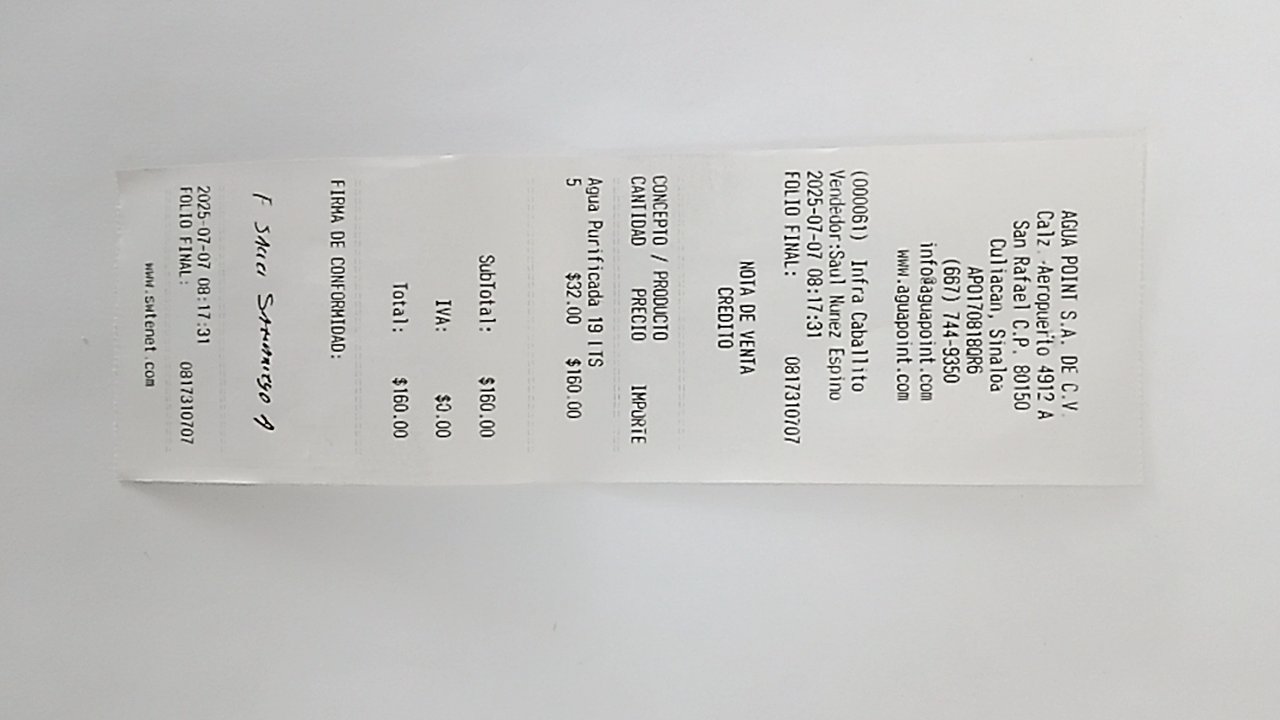 AGUA POINT S.A. DE C.V.
Calz. Aeropuerto 4912 A
San Rafael C.P. 80150
Culiacan, Sinaloa
APO1708180R6
(667) 744-9350
info@aguapoint.com
www.aguapoint.com
(000061) Infra Caballito
Vendedor:Saul Nunez Espino
2025-07-07 08:17:31
FOLIO FINAL: 0817310707
NOTA DE VENTA
CREDITO
CONCEPTO / PRODUCTO
CANTIDAD PRECIO IMPORTE
Agua Purificada 19 LTS
5 $32.00 $160.00
SubTotal: $160.00
IVA: $0.00
Total: $160.00
FIRMA DE CONFORMIDAD:
F
2025-07-07 08:17:31
FOLIO FINAL: 0817310707
www.swtenet.com